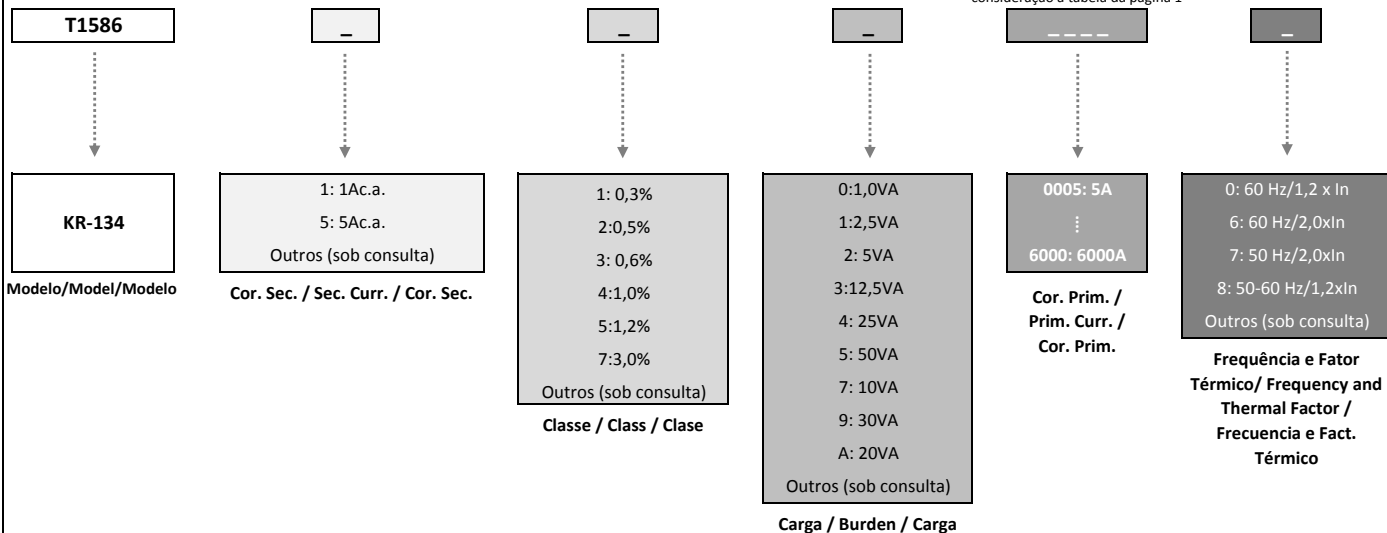 consideração a tabela da página 1
T1586
_
_
_
_ _ _ _
_
KR-134
Modelo/Model/Modelo
1: 1Ac.a.
5: 5Ac.a.
Outros (sob consulta)
Cor. Sec. / Sec. Curr. / Cor. Sec.
1: 0,3%
2:0,5%
3: 0,6%
4:1,0%
5:1,2%
7:3,0%
Outros (sob consulta)
Classe / Class / Clase
0:1,0VA
1:2,5VA
2: 5VA
3:12,5VA
4: 25VA
5: 50VA
7: 10VA
9: 30VA
A: 20VA
Outros (sob consulta)
Carga / Burden / Carga
0005: 5A
⁞
6000: 6000A
Cor. Prim. /
Prim. Curr. /
Cor. Prim.
0: 60 Hz/1,2 x In
6: 60 Hz/2,0xIn
7: 50 Hz/2,0xIn
8: 50-60 Hz/1,2xIn
Outros (sob consulta)
Frequência e Fator
Térmico/ Frequency and
Thermal Factor /
Frecuencia e Fact.
Térmico